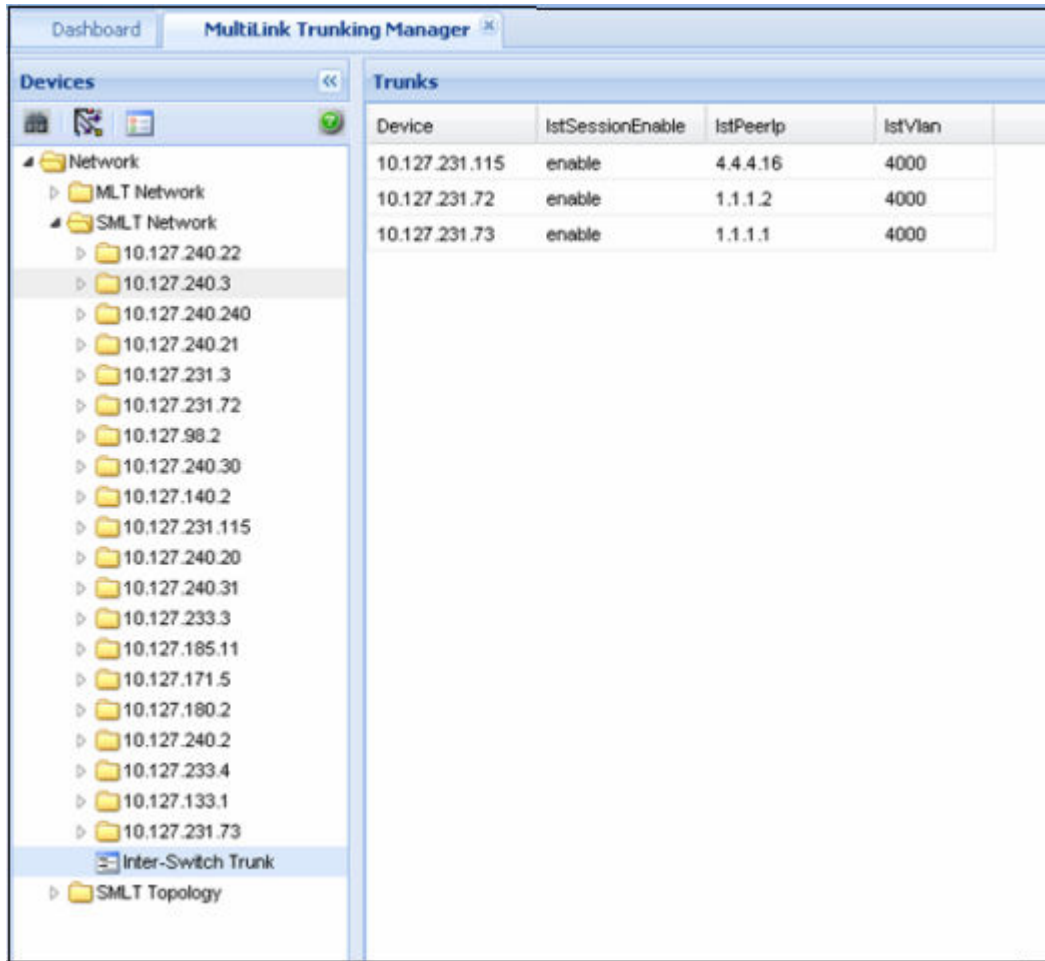 Dashboard MultiLink Trunking Manager
Devices
Trunks
Device IstSessionEnable IstPeerIp IstVlan
10.127.231.115 enable 4.4.4.16 4000
10.127.231.72 enable 1.1.1.2 4000
10.127.231.73 enable 1.1.1.1 4000
Network
MLT Network
SMLT Network
10.127.240.22
10.127.240.3
10.127.240.240
10.127.240.21
10.127.231.3
10.127.231.72
10.127.98.2
10.127.240.30
10.127.140.2
10.127.231.115
10.127.240.20
10.127.240.31
10.127.233.3
10.127.185.11
10.127.171.5
10.127.180.2
10.127.240.2
10.127.233.4
10.127.133.1
10.127.231.73
Inter-Switch Trunk
SMLT Topology